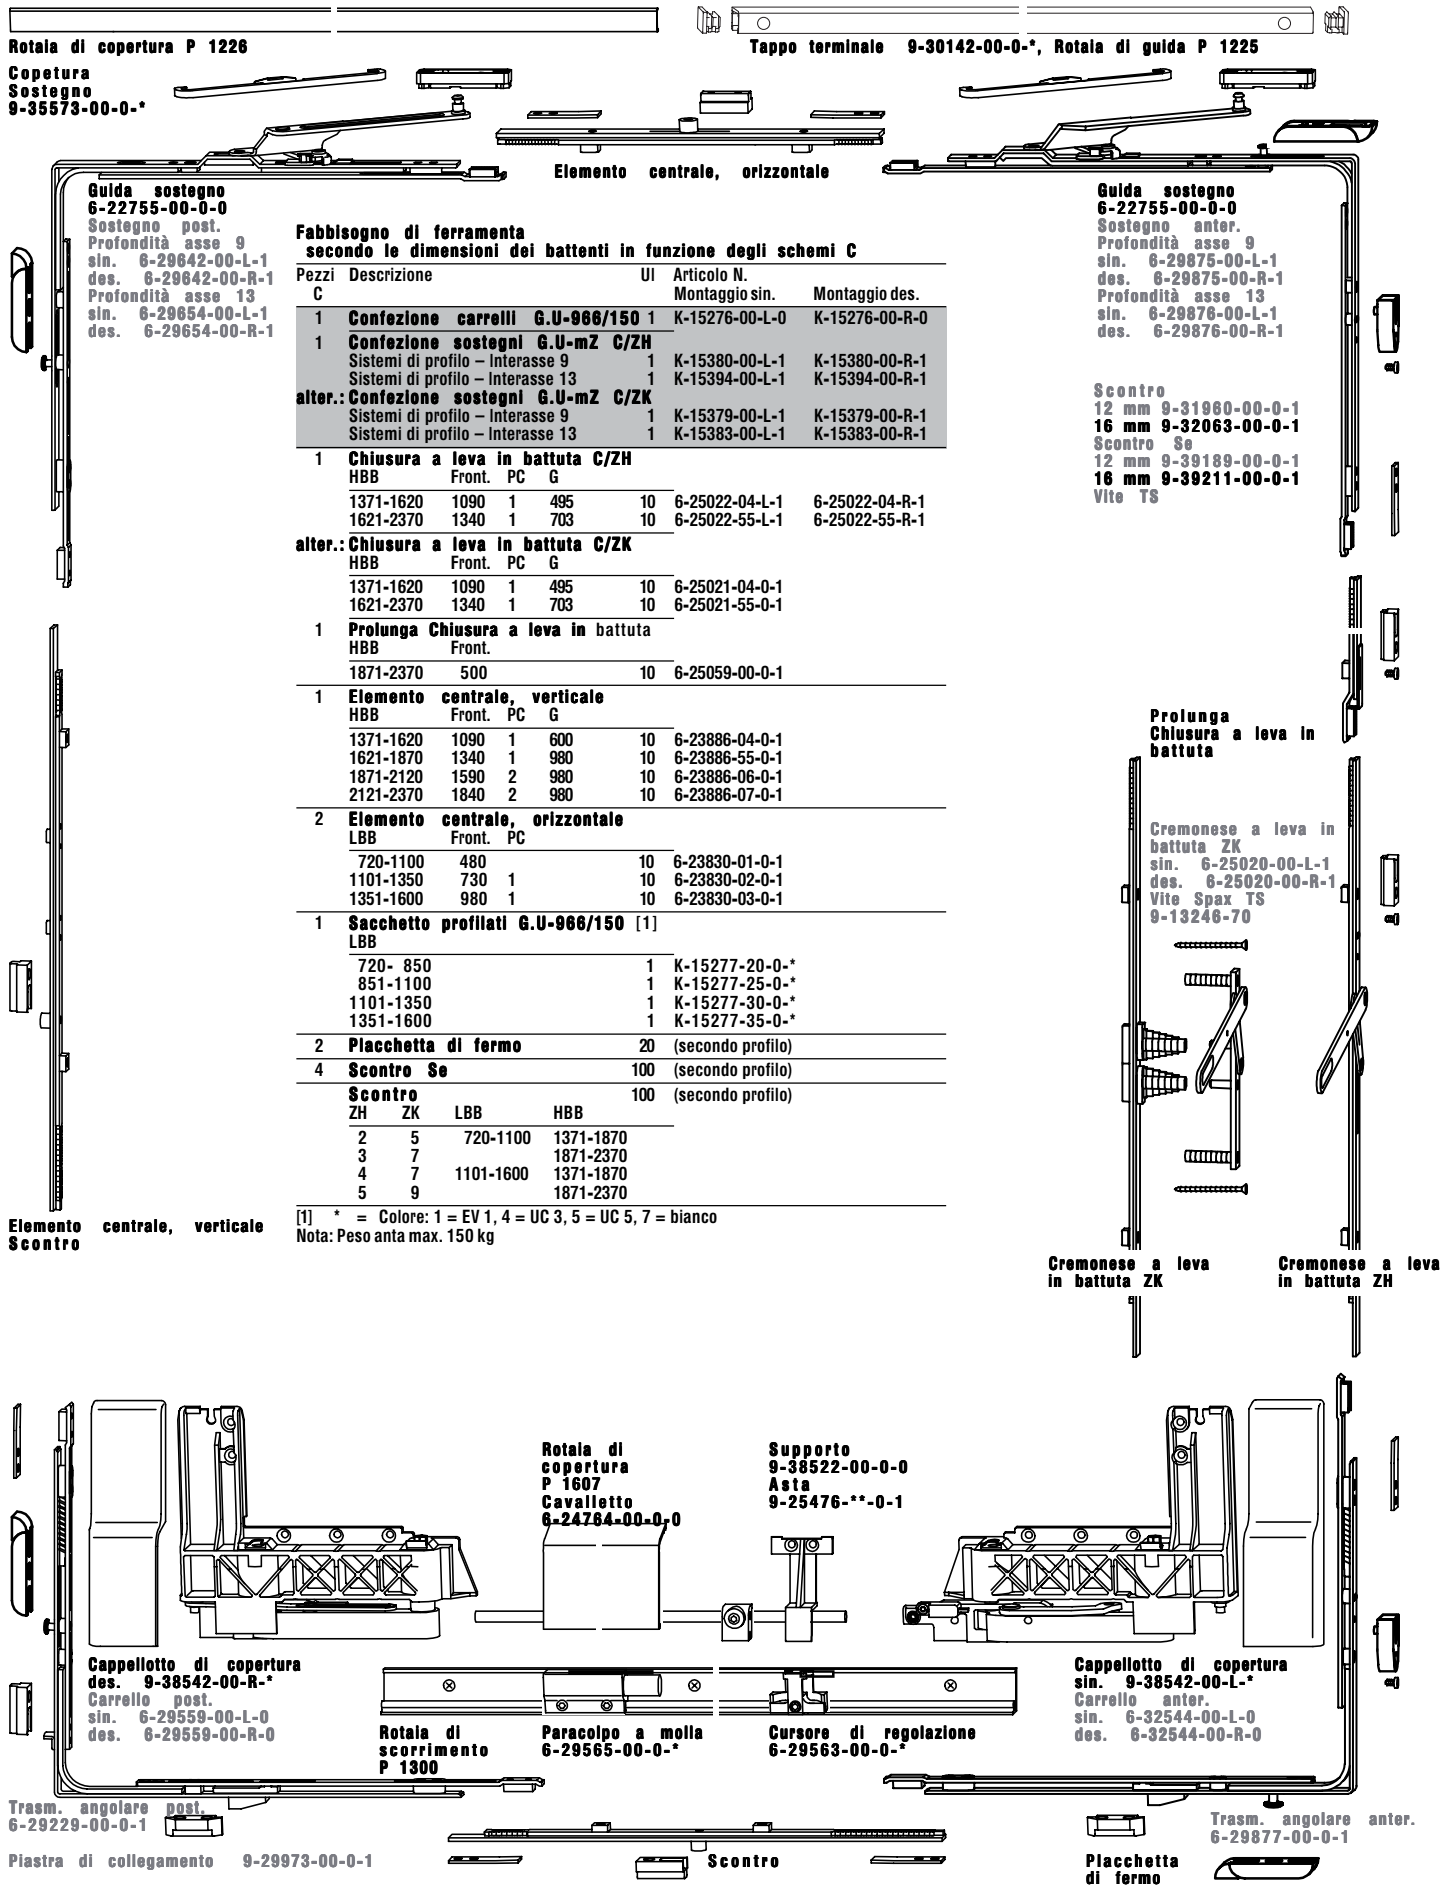 Rotaia di copertura P 1226
Tappo terminale 9-30142-00-0-*, Rotaia di guida P 1225
Copetura
Sostegno
9-35573-00-0-*
Elemento centrale, orizzontale
Guida sostegno
6-22755-00-0-0
Sostegno post.
Profondità asse 9
sin. 6-29642-00-L-1
des. 6-29642-00-R-1
Profondità asse 13
sin. 6-29654-00-L-1
des. 6-29654-00-R-1
Guida sostegno
6-22755-00-0-0
Sostegno anter.
Profondità asse 9
sin. 6-29875-00-L-1
des. 6-29875-00-R-1
Profondità asse 13
sin. 6-29876-00-L-1
des. 6-29876-00-R-1
Scontro
12 mm 9-31960-00-0-1
16 mm 9-32063-00-0-1
Scontro Se
12 mm 9-39189-00-0-1
16 mm 9-39211-00-0-1
Vite TS
Fabbisogno di ferramenta
secondo le dimensioni dei battenti in funzione degli schemi C
Pezzi Descrizione UI Articolo N.
C Montaggio sin. Montaggio des.
1 Confezione carrelli G.U-966/150 1 K-15276-00-L-0 K-15276-00-R-0
1 Confezione sostegni G.U-mZ C/ZH
Sistemi di profilo – Interasse 9 1 K-15380-00-L-1 K-15380-00-R-1
Sistemi di profilo – Interasse 13 1 K-15394-00-L-1 K-15394-00-R-1
alter.: Confezione sostegni G.U-mZ C/ZK
Sistemi di profilo – Interasse 9 1 K-15379-00-L-1 K-15379-00-R-1
Sistemi di profilo – Interasse 13 1 K-15383-00-L-1 K-15383-00-R-1
1 Chiusura a leva in battuta C/ZH
HBB Front. PC G
1371-1620 1090 1 495 10 6-25022-04-L-1 6-25022-04-R-1
1621-2370 1340 1 703 10 6-25022-55-L-1 6-25022-55-R-1
alter.: Chiusura a leva in battuta C/ZK
HBB Front. PC G
1371-1620 1090 1 495 10 6-25021-04-0-1
1621-2370 1340 1 703 10 6-25021-55-0-1
1 Prolunga Chiusura a leva in battuta
HBB Front.
1871-2370 500 10 6-25059-00-0-1
1 Elemento centrale, verticale
HBB Front. PC G
1371-1620 1090 1 600 10 6-23886-04-0-1
1621-1870 1340 1 980 10 6-23886-55-0-1
1871-2120 1590 2 980 10 6-23886-06-0-1
2121-2370 1840 2 980 10 6-23886-07-0-1
2 Elemento centrale, orizzontale
LBB Front. PC
720-1100 480 10 6-23830-01-0-1
1101-1350 730 1 10 6-23830-02-0-1
1351-1600 980 1 10 6-23830-03-0-1
1 Sacchetto profilati G.U-966/150 [1]
LBB
720- 850 1 K-15277-20-0-*
851-1100 1 K-15277-25-0-*
1101-1350 1 K-15277-30-0-*
1351-1600 1 K-15277-35-0-*
2 Placchetta di fermo 20 (secondo profilo)
4 Scontro Se 100 (secondo profilo)
Scontro 100 (secondo profilo)
ZH ZK LBB HBB
2 5 720-1100 1371-1870
3 7 1871-2370
4 7 1101-1600 1371-1870
5 9 1871-2370
[1] * = Colore: 1 = EV 1, 4 = UC 3, 5 = UC 5, 7 = bianco
Nota: Peso anta max. 150 kg
Prolunga
Chiusura a leva in
battuta
Cremonese a leva in
battuta ZK
sin. 6-25020-00-L-1
des. 6-25020-00-R-1
Vite Spax TS
9-13246-70
Elemento centrale, verticale
Scontro
Cremonese a leva
in battuta ZK
Cremonese a leva
in battuta ZH
Rotaia di
copertura
P 1607
Cavalletto
6-24764-00-0-0
Supporto
9-38522-00-0-0
Asta
9-25476-**-0-1
Cappellotto di copertura
des. 9-38542-00-R-*
Carrello post.
sin. 6-29559-00-L-0
des. 6-29559-00-R-0
Rotaia di
scorrimento
P 1300
Paracolpo a molla
6-29565-00-0-*
Cursore di regolazione
6-29563-00-0-*
Cappellotto di copertura
sin. 9-38542-00-L-*
Carrello anter.
sin. 6-32544-00-L-0
des. 6-32544-00-R-0
Trasm. angolare post.
6-29229-00-0-1
Piastra di collegamento 9-29973-00-0-1
Scontro
Trasm. angolare anter.
6-29877-00-0-1
Placchetta
di fermo